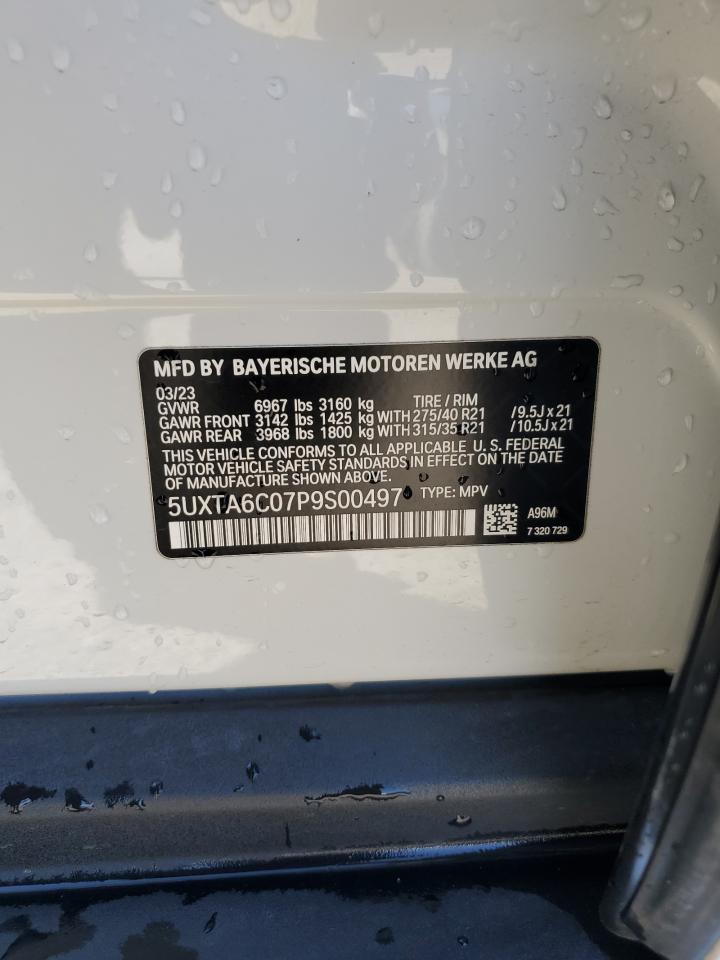 MFD BY BAYERISCHE MOTOREN WERKE AG
03/23 TIRE / RIM
GVWR 6967 lbs 3160 kg
GAWR FRONT 3142 lbs 1425 kg WITH 275/40 R21 /9.5J x 21
GAWR REAR 3968 lbs 1800 kg WITH 315/35 R21 /10.5J x 21
THIS VEHICLE CONFORMS TO ALL APPLICABLE U. S. FEDERAL
MOTOR VEHICLE SAFETY STANDARDS IN EFFECT ON THE DATE
OF MANUFACTURE SHOWN ABOVE.
5UXTA6C07P9S00497 TYPE: MPV
A96M
7 320 729